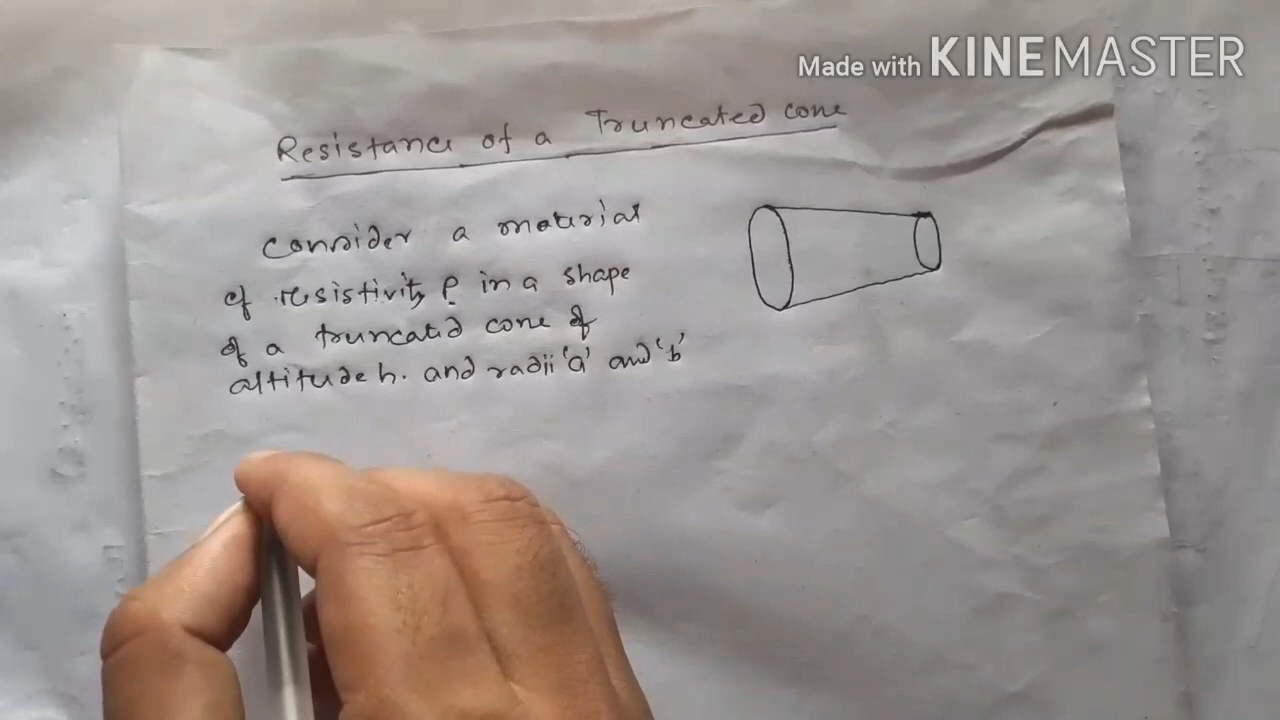 Made with KINEMASTER
Resistance of a Truncated cone
Consider a material
of resistivity ρ in a shape
of a truncated cone of
altitude h. and radii 'a' and 'b'